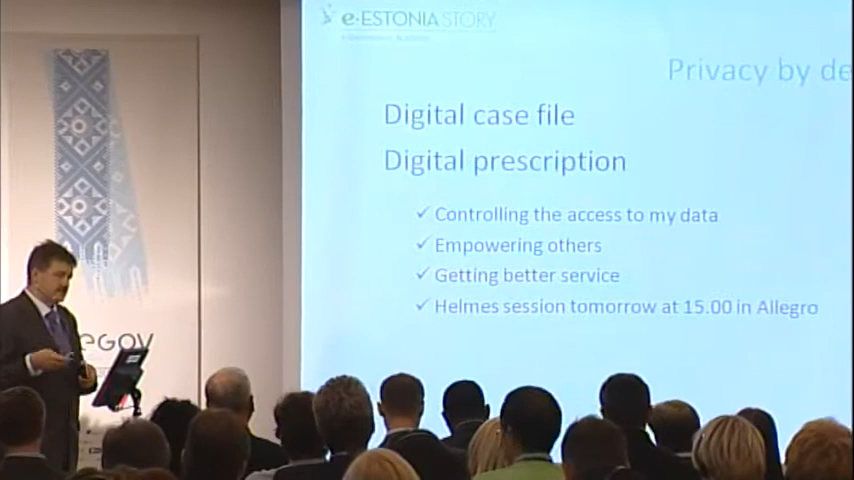 e-ESTONIA STORY
Privacy by de
Digital case file
Digital prescription
✓ Controlling the access to my data
✓ Empowering others
✓ Getting better service
✓ Helmes session tomorrow at 15.00 in Allegro
eGOV